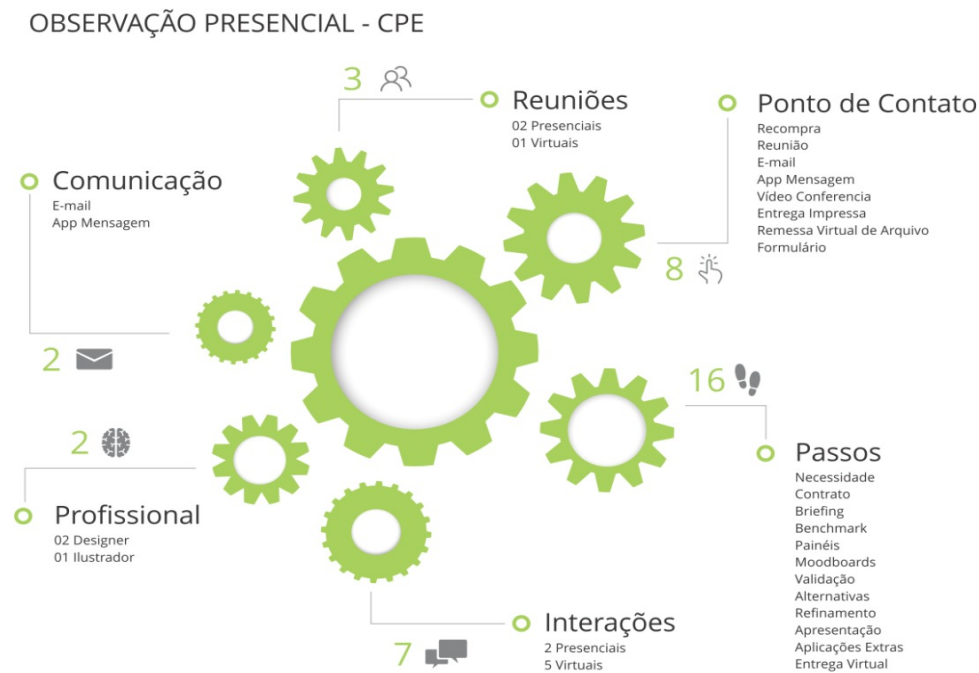 OBSERVAÇÃO PRESENCIAL - CPE
3
Reuniões
02 Presenciais
01 Virtuais
Ponto de Contato
Recompra
Reunião
E-mail
App Mensagem
Vídeo Conferencia
Entrega Impressa
Remessa Virtual de Arquivo
Formulário
8
Comunicação
E-mail
App Mensagem
2
16
Passos
Necessidade
Contrato
Briefing
Benchmark
Painéis
Moodboards
Validação
Alternativas
Refinamento
Apresentação
Aplicações Extras
Entrega Virtual
2
Profissional
02 Designer
01 Ilustrador
7
Interações
2 Presenciais
5 Virtuais